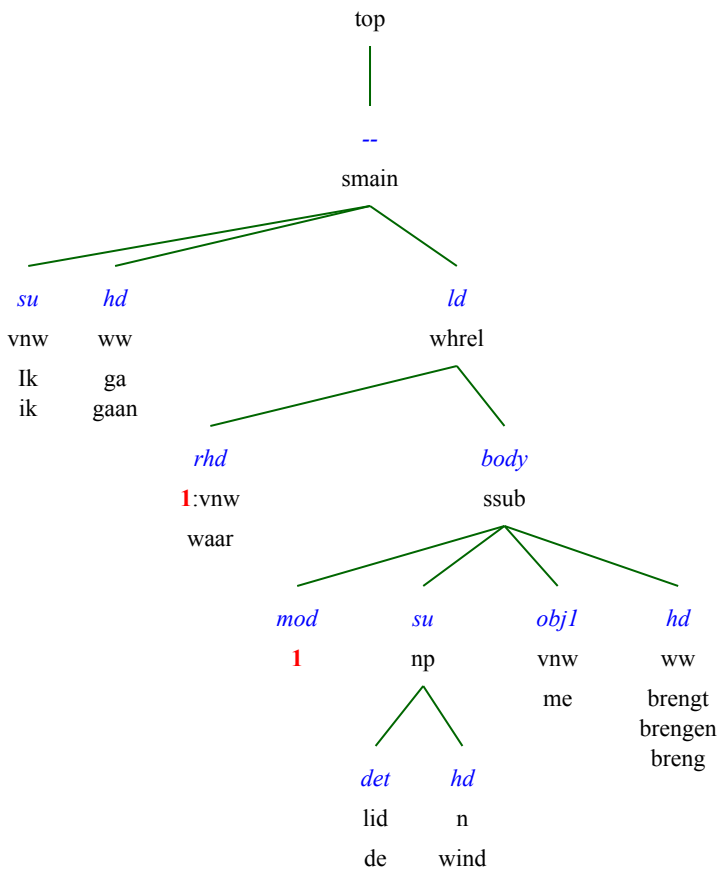 top
--
smain
su hd ld
vnw ww whrel
Ik ga
ik gaan
rhd body
1:vnw ssub
waar
mod su obj1 hd
1 np vnw ww
me brengt
brengen
breng
det hd
lid n
de wind